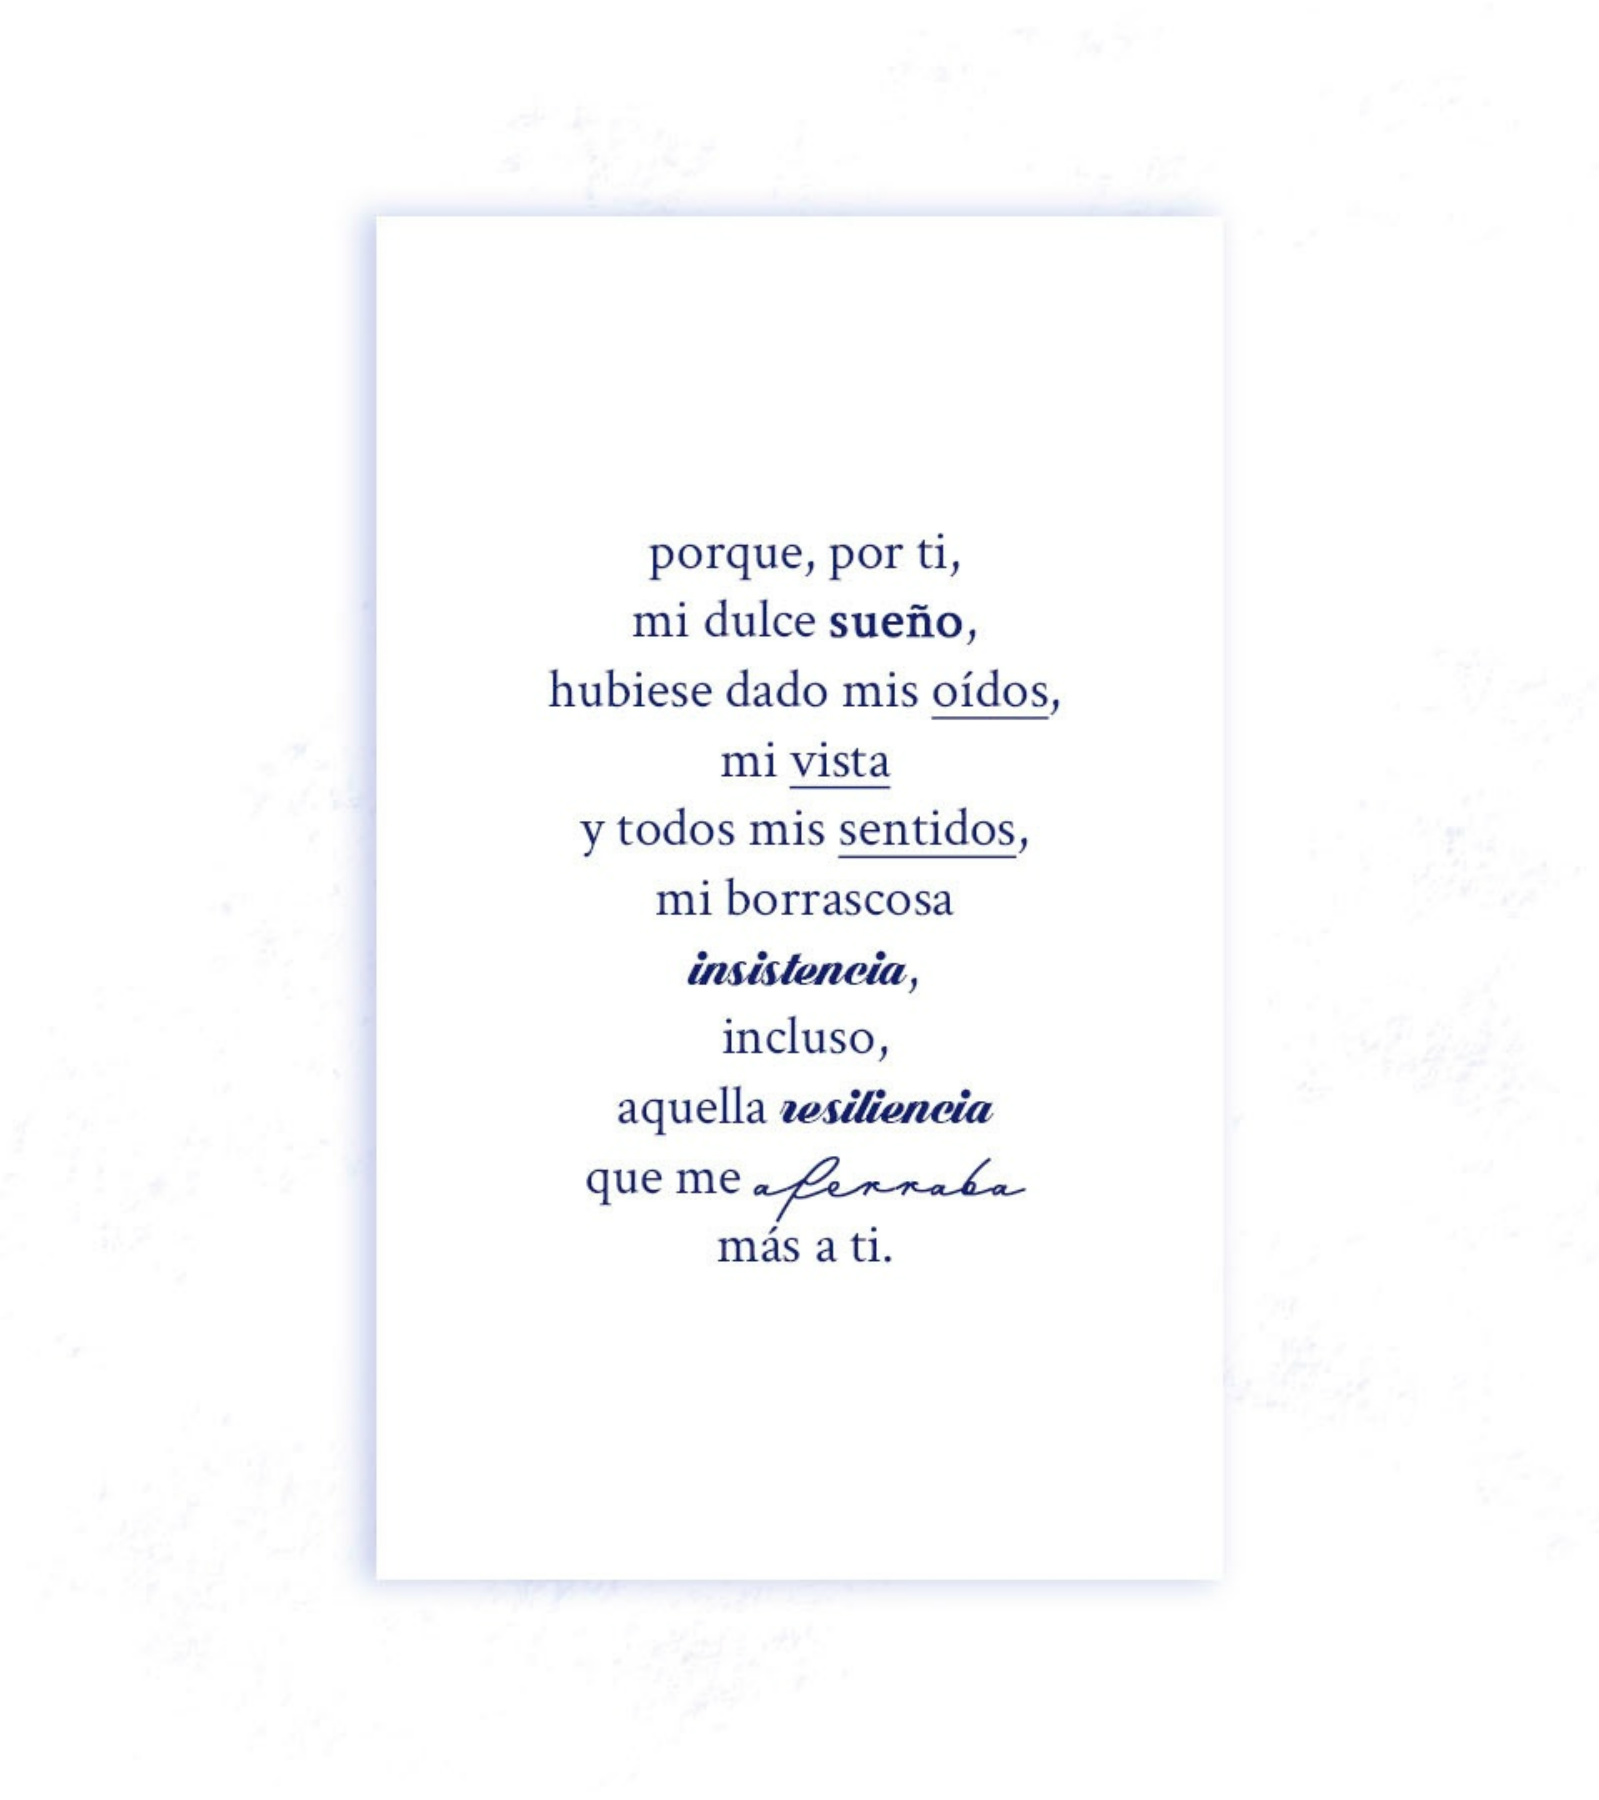 porque, por ti,
mi dulce sueño,
hubiese dado mis oídos,
mi vista
y todos mis sentidos,
mi borrascosa
insistencia,
incluso,
aquella resiliencia
que me aferraba
más a ti.